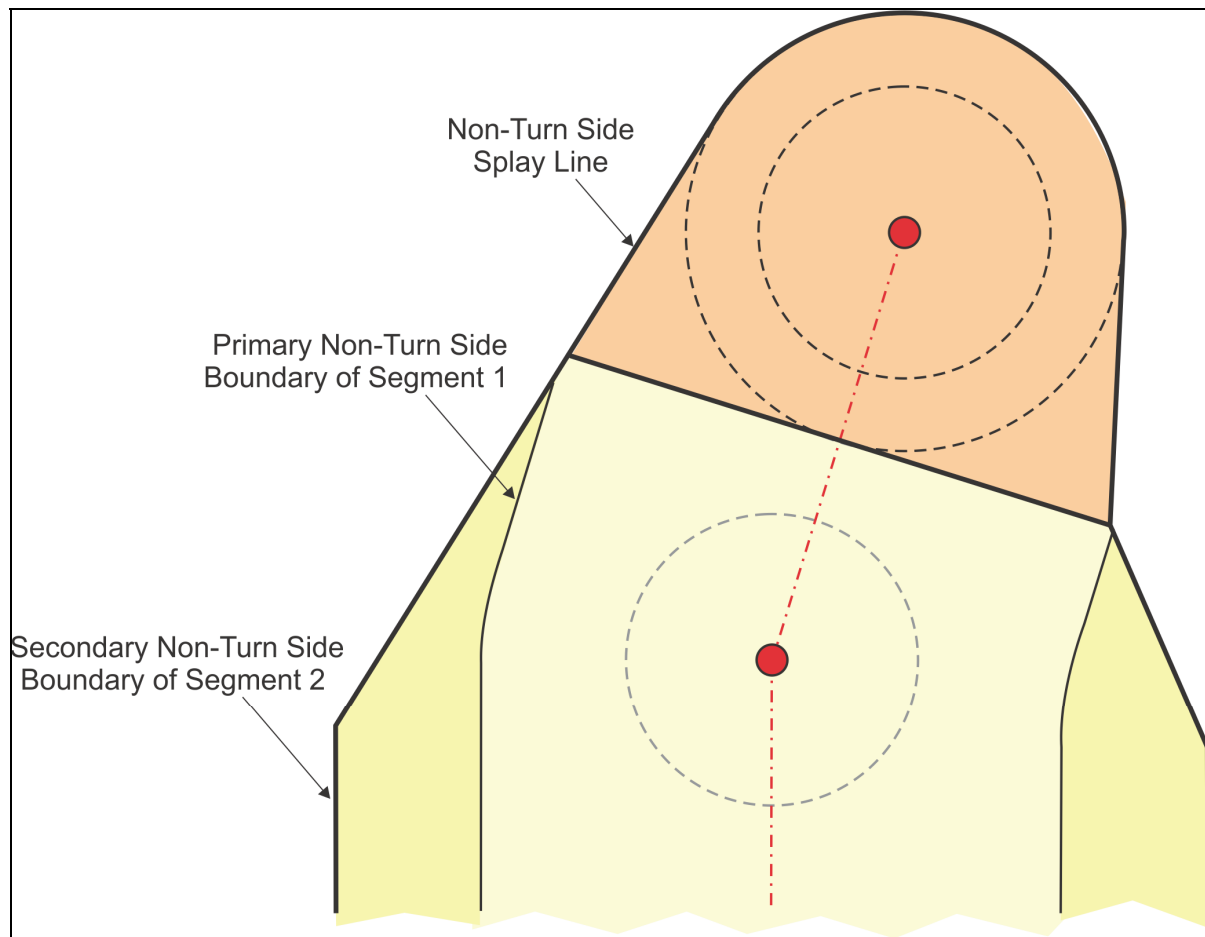 Non-Turn Side
Splay Line
Primary Non-Turn Side
Boundary of Segment 1
Secondary Non-Turn Side
Boundary of Segment 2